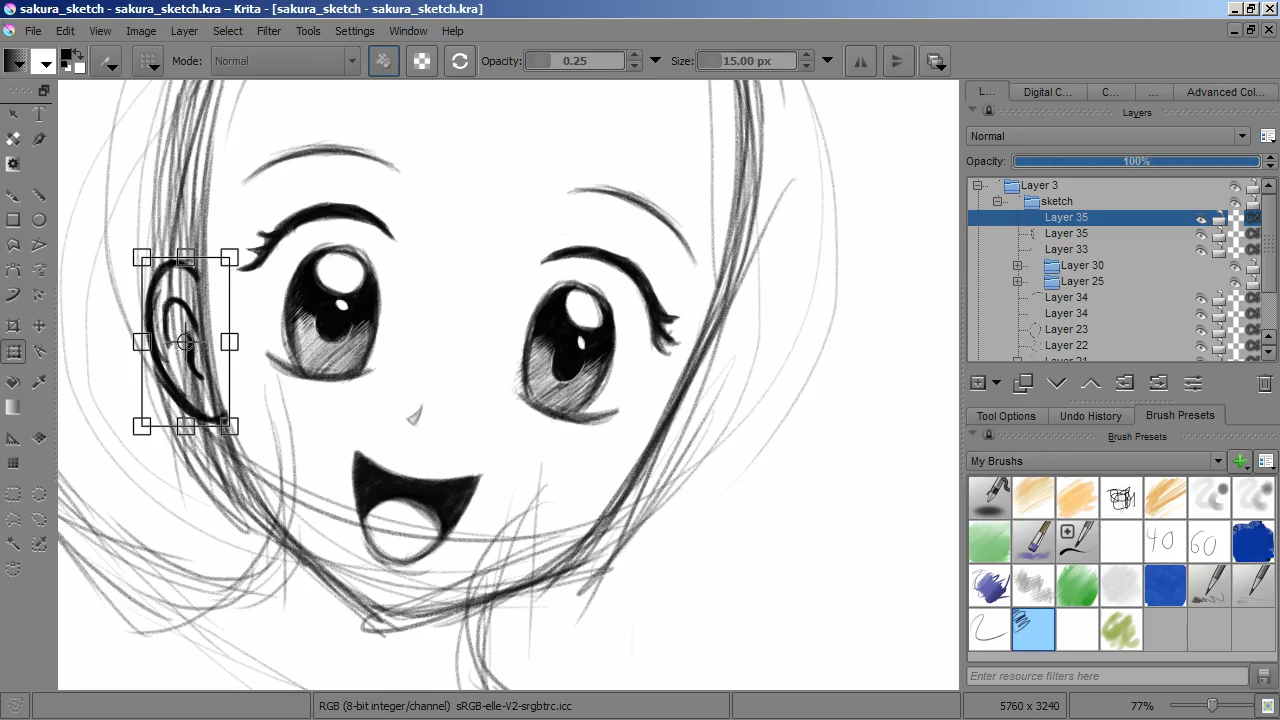 sakura_sketch - sakura_sketch.kra – Krita - [sakura_sketch - sakura_sketch.kra]
File Edit View Image Layer Select Filter Tools Settings Window Help
Mode: Normal Opacity: 0.25 Size: 15.00 px
L... Digital C... C... ... Advanced Col...
Layers
Normal
Opacity: 100%
Layer 3
sketch
Layer 35
Layer 35
Layer 33
Layer 30
Layer 25
Layer 34
Layer 34
Layer 23
Layer 22
Tool Options Undo History Brush Presets
Brush Presets
My Brushes
40 60
Enter resource filters here
RGB (8-bit integer/channel) sRGB-elle-V2-srgbtrc.icc 5760 x 3240 77%